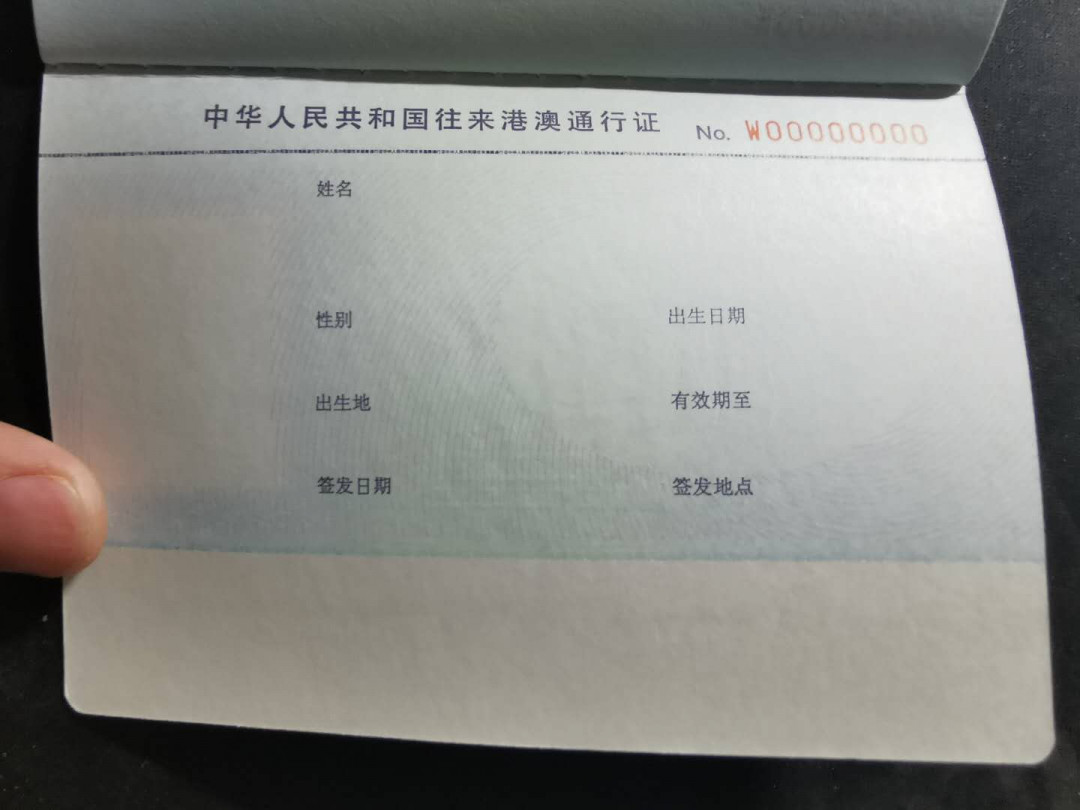 中华人民共和国往来港澳通行证 No. W00000000
姓名
性别 出生日期
出生地 有效期至
签发日期 签发地点